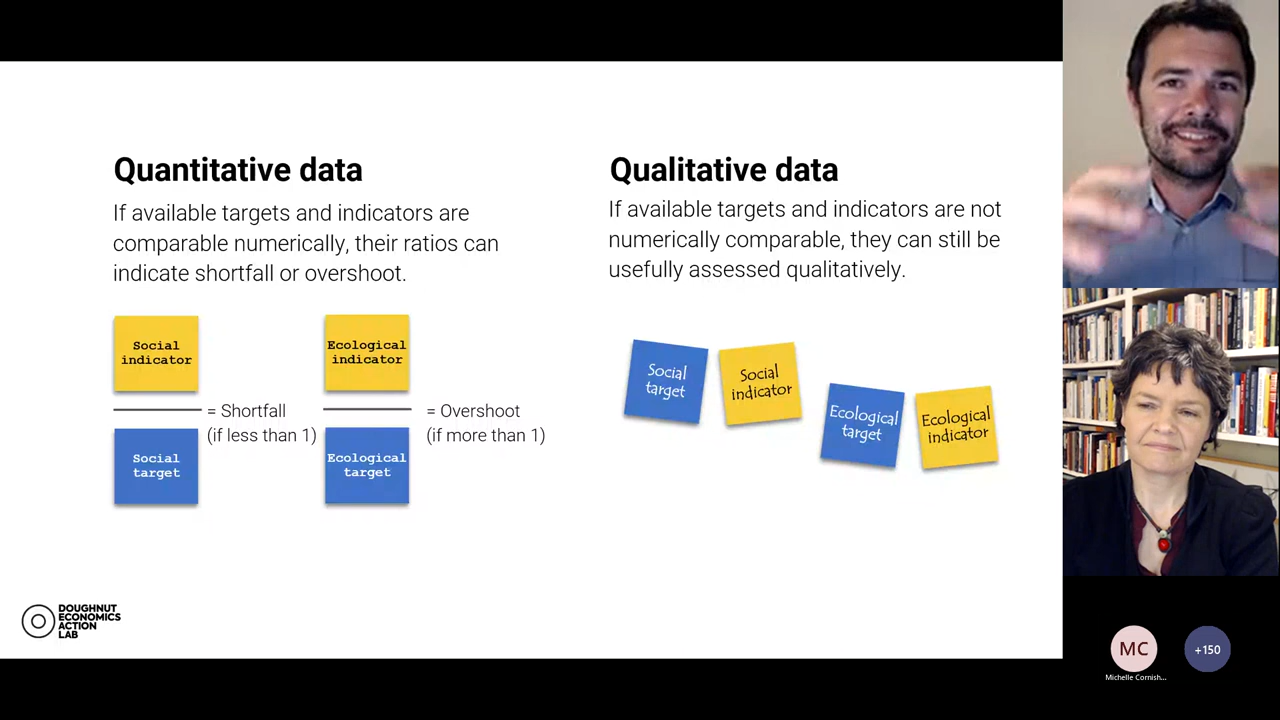 Quantitative data
If available targets and indicators are
comparable numerically, their ratios can
indicate shortfall or overshoot.
Social
indicator
= Shortfall
(if less than 1)
Social
target
Ecological
indicator
= Overshoot
(if more than 1)
Ecological
target
Qualitative data
If available targets and indicators are not
numerically comparable, they can still be
usefully assessed qualitatively.
Social
target
Social
indicator
Ecological
target
Ecological
indicator
DOUGHNUT
ECONOMICS
ACTION
LAB
MC
Michelle Cornish...
+150